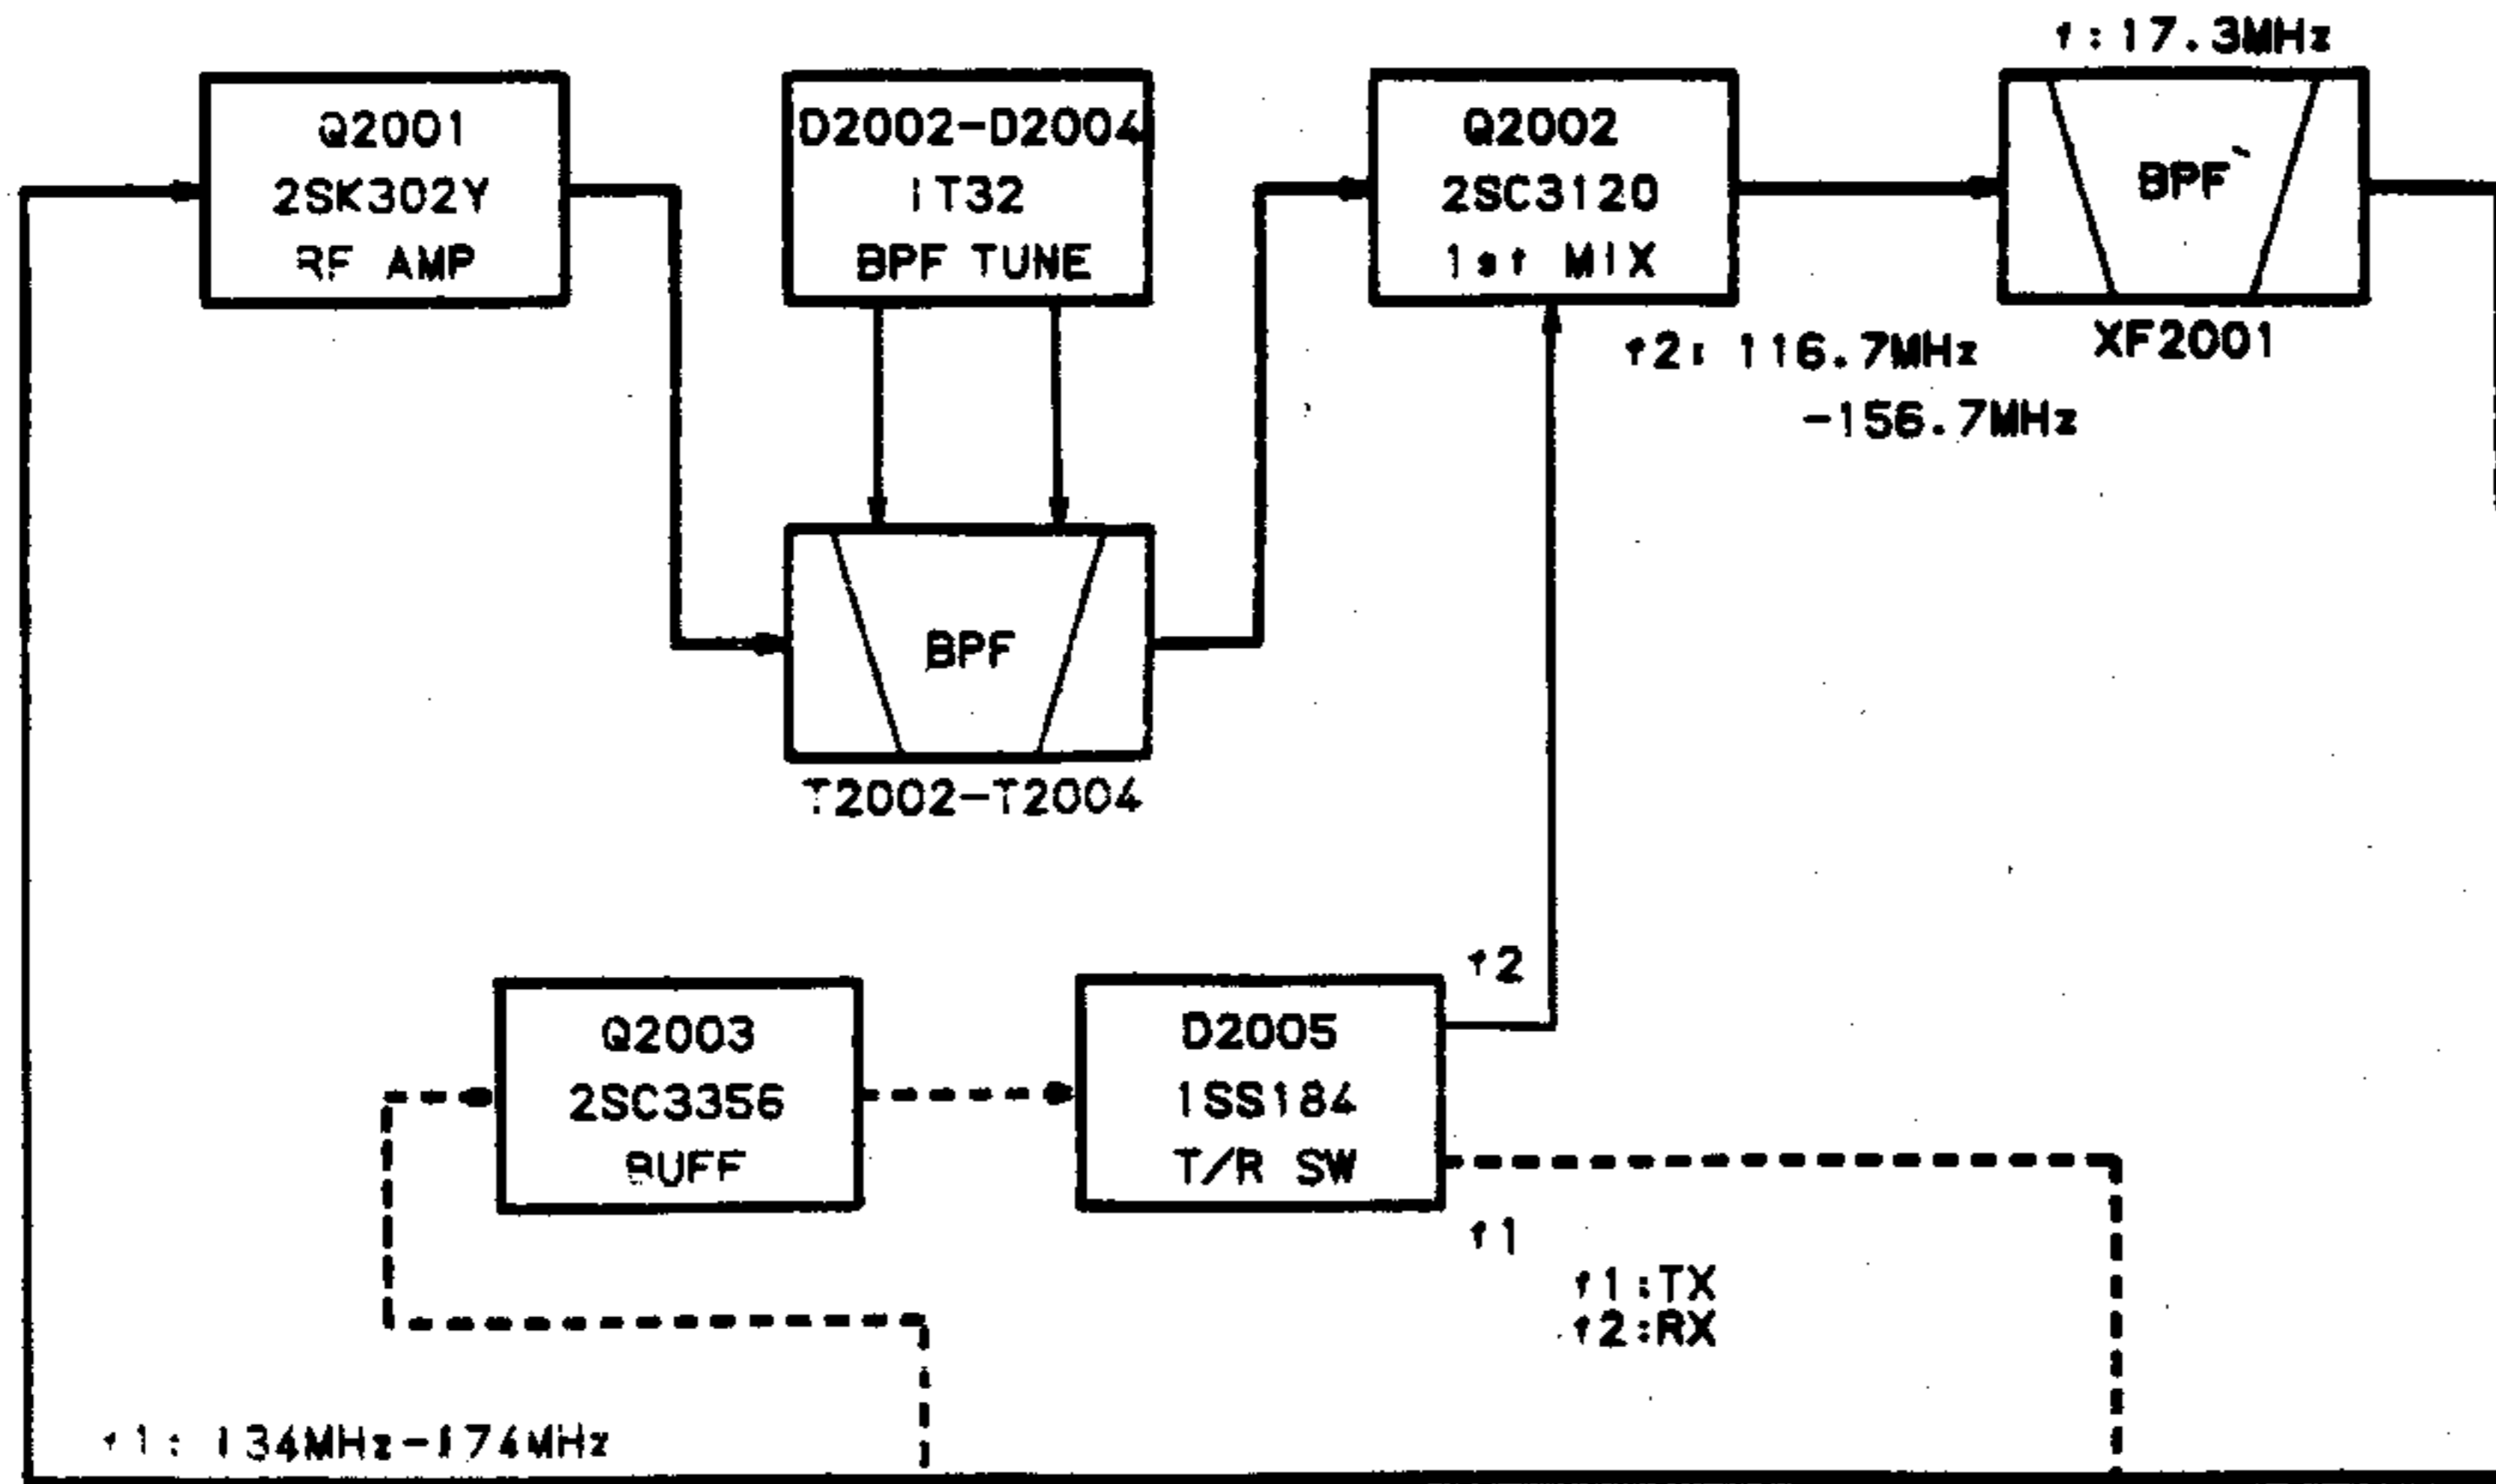 f:17.3MHz
Q2001
2SK302Y
RF AMP
D2002-D2004
1T32
BPF TUNE
Q2002
2SC3120
1st MIX
BPF
XF2001
f2: 116.7MHz
-156.7MHz
BPF
T2002-T2004
f2
Q2003
2SC3356
BUFF
D2005
1SS184
T/R SW
f1
f1:TX
f2:RX
f1: 134MHz-174MHz